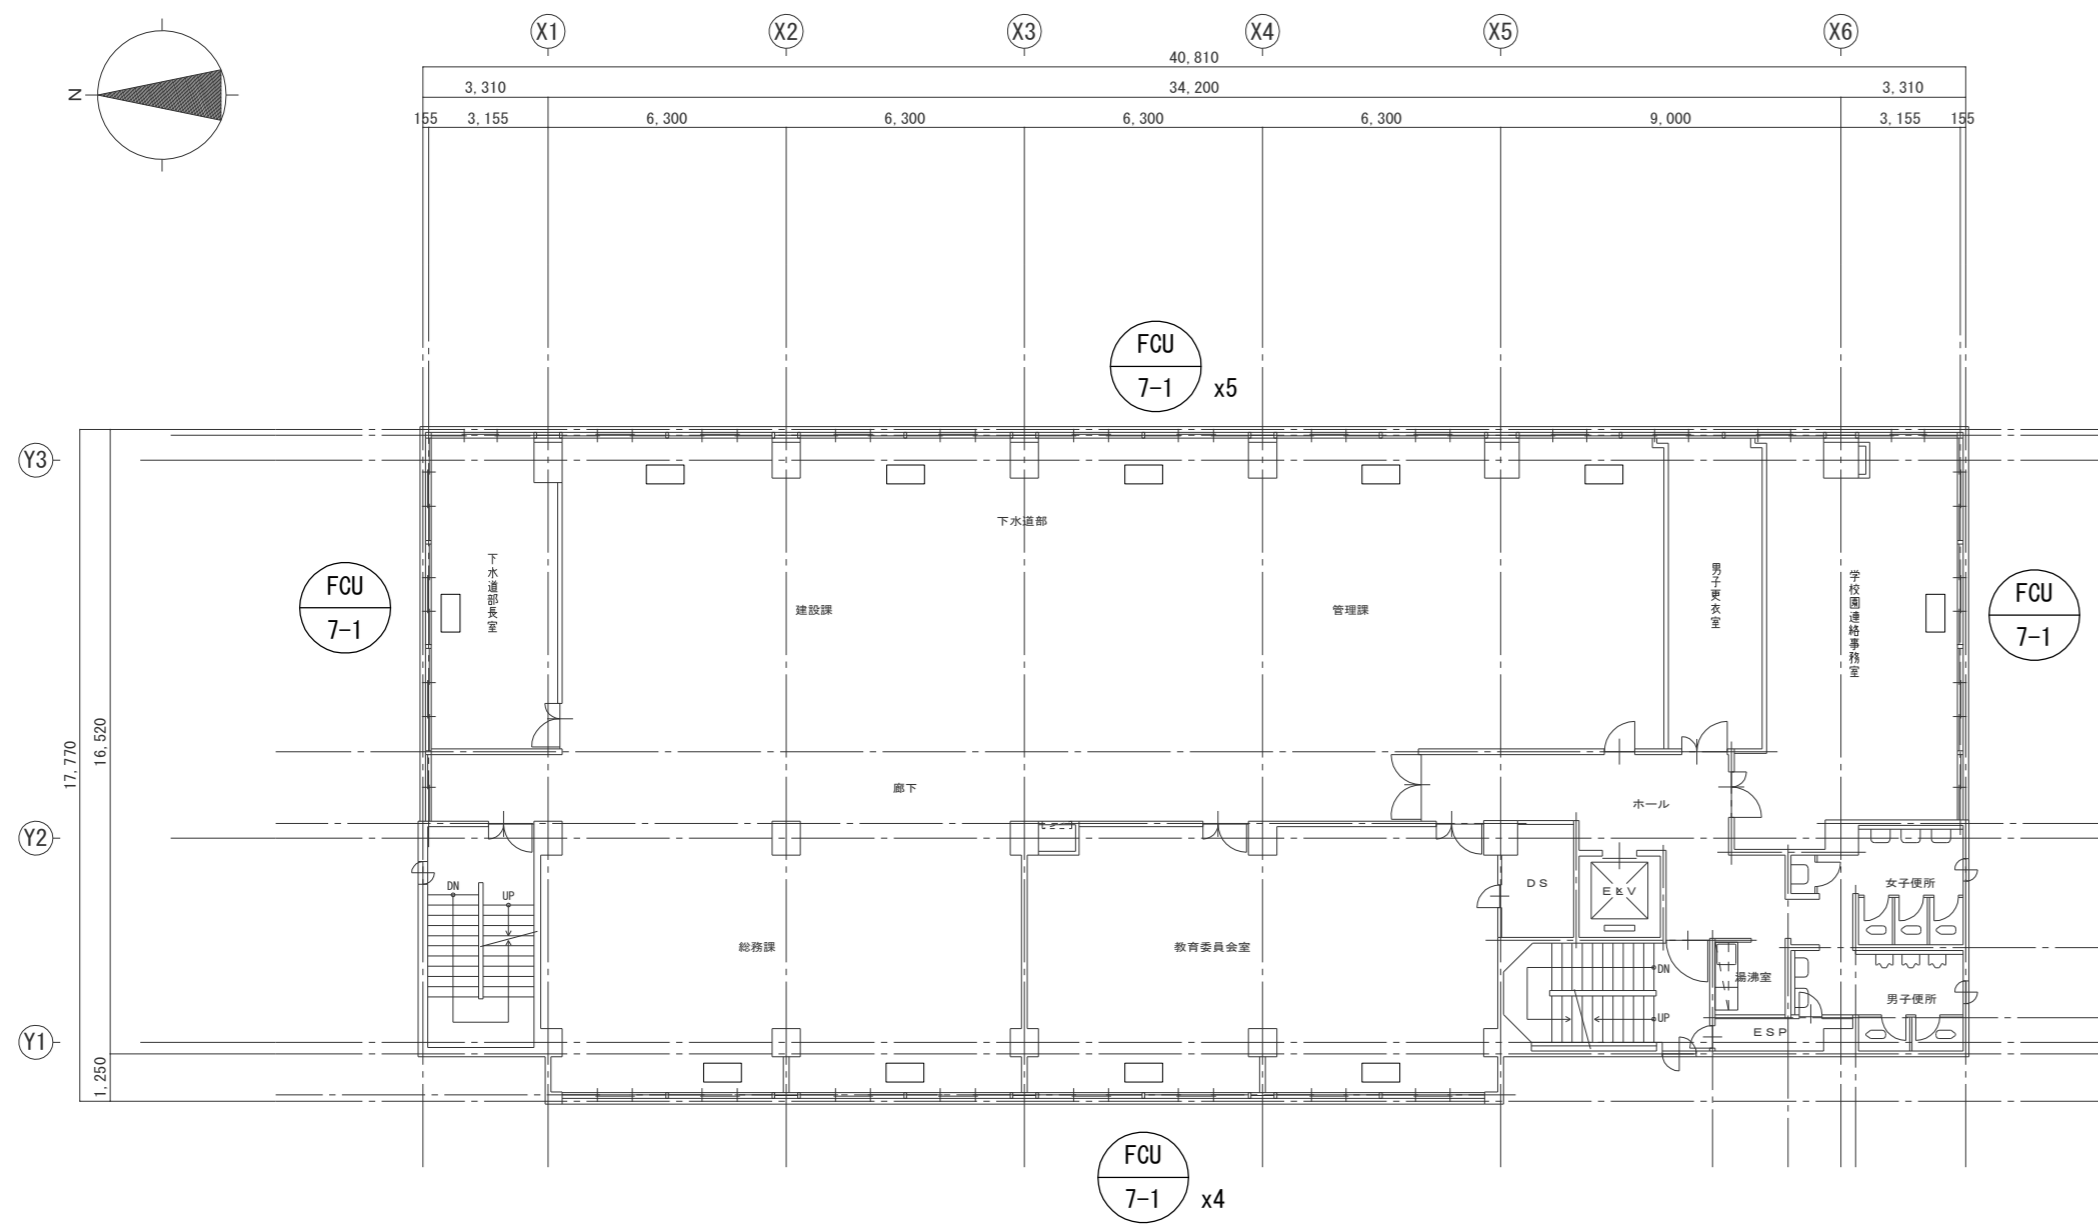 X1
X2
X3
X4
X5
X6
N
40,810
3,310
34,200
3,310
155
3,155
6,300
6,300
6,300
6,300
9,000
3,155
155
FCU
7-1
x5
Y3
下水道部
下水道部長室
建設課
管理課
男子更衣室
学校園連絡事務室
FCU
7-1
FCU
7-1
17,770
16,520
1,250
廊下
ホール
Y2
DN
UP
DS
ELV
女子便所
総務課
教育委員会室
DN
UP
湯沸室
男子便所
ESP
Y1
FCU
7-1
x4